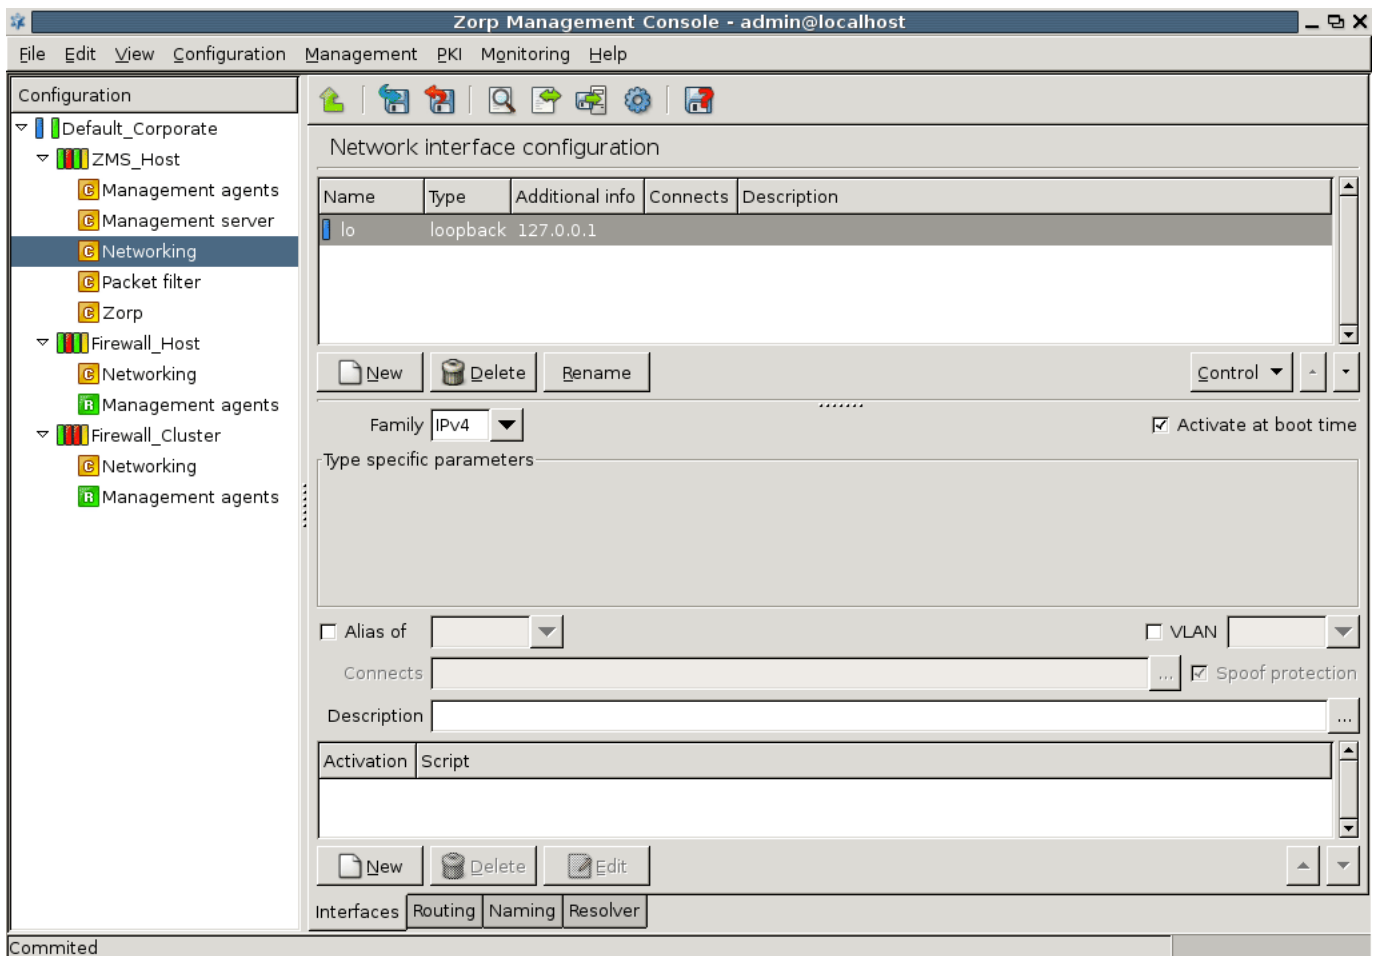 Zorp Management Console - admin@localhost
File Edit View Configuration Management PKI Monitoring Help
Configuration
Default_Corporate
ZMS_Host
C Management agents
C Management server
C Networking
C Packet filter
C Zorp
Firewall_Host
C Networking
R Management agents
Firewall_Cluster
C Networking
R Management agents
Network interface configuration
Name Type Additional info Connects Description
lo loopback 127.0.0.1
New Delete Rename Control
Family IPv4 Activate at boot time
Type specific parameters
Alias of VLAN
Connects ... Spoof protection
Description ...
Activation Script
New Delete Edit
Interfaces Routing Naming Resolver
Commited